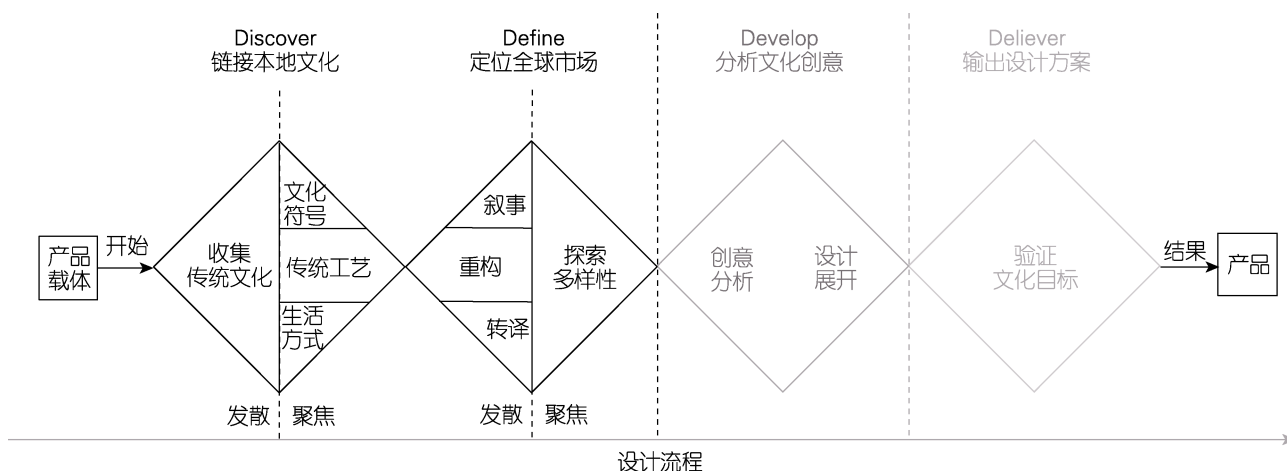 Discover
链接本地文化
Define
定位全球市场
Develop
分析文化创意
Deliever
输出设计方案
产品
载体
开始
收集
传统文化
文化
符号
传统工艺
生活
方式
叙事
重构
转译
探索
多样性
创意
分析
设计
展开
验证
文化目标
结果
产品
发散
聚焦
发散
聚焦
设计流程